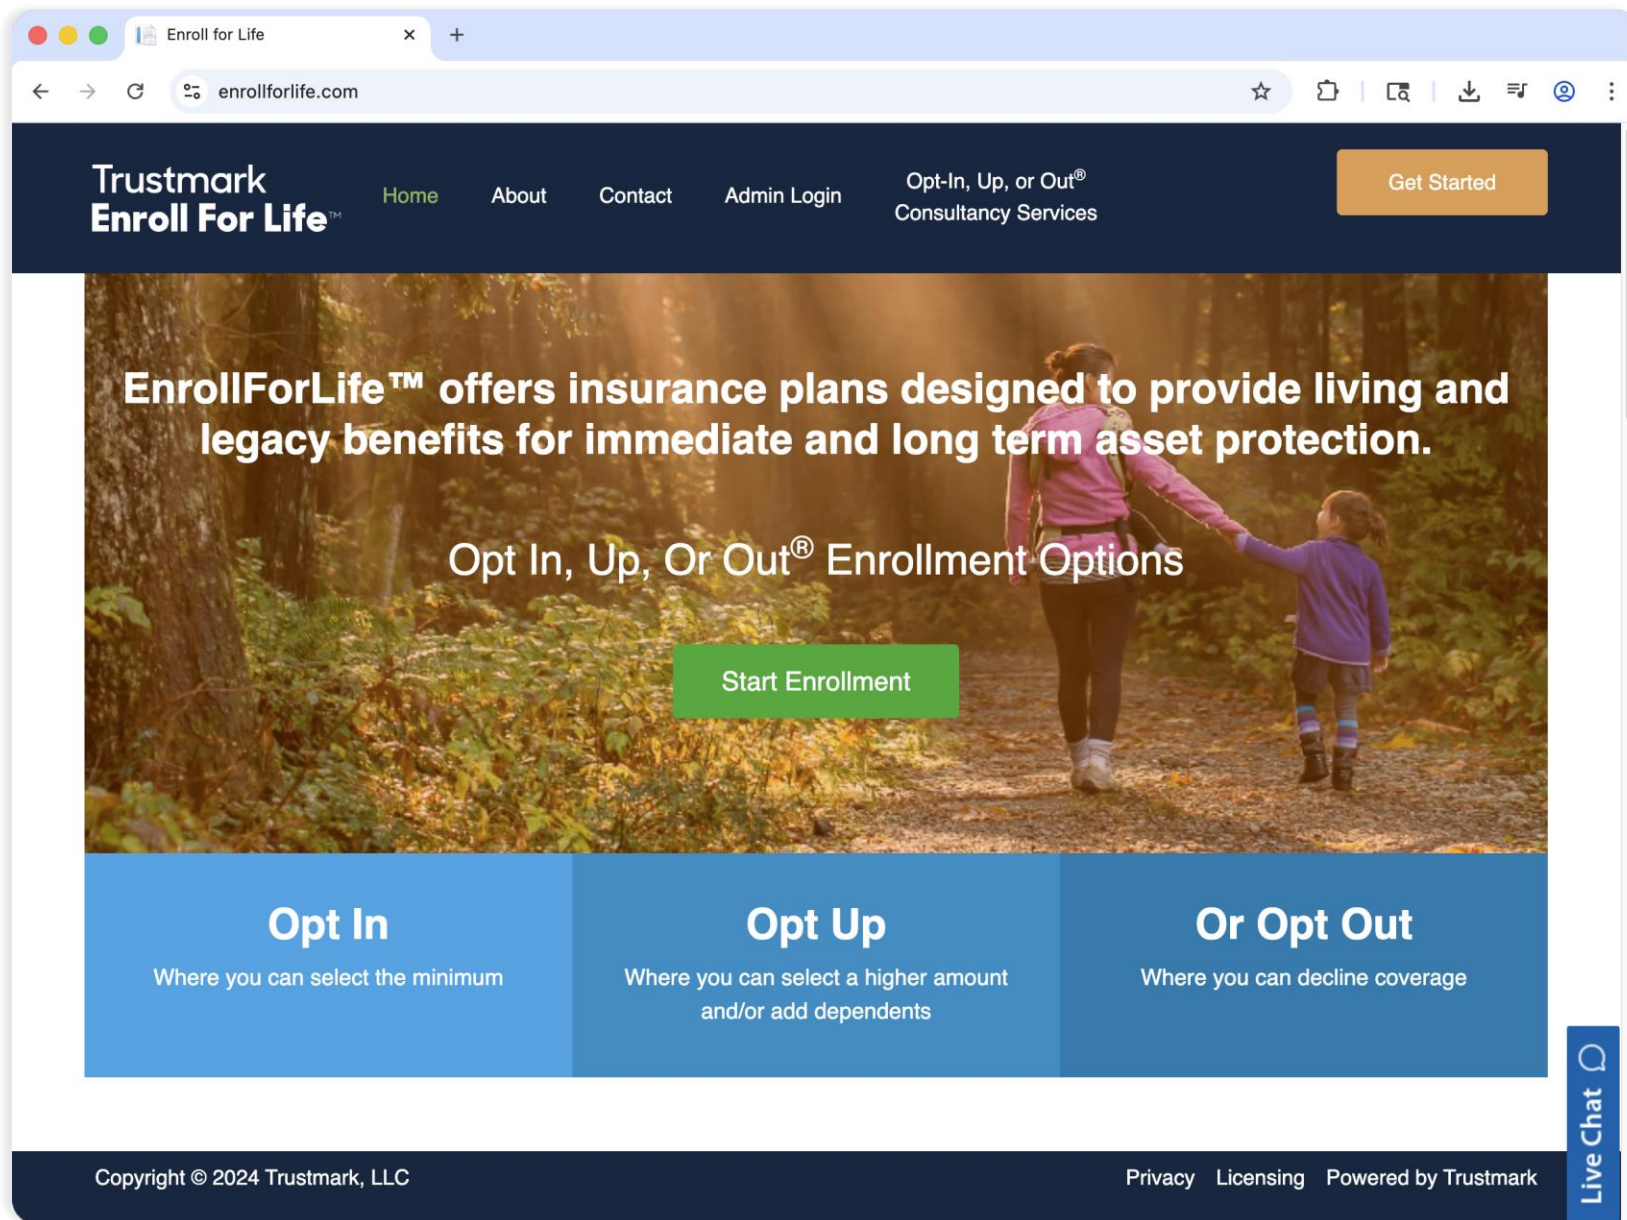 Enroll for Life
enrollforlife.com
Trustmark
Enroll For Life™
Home
About
Contact
Admin Login
Opt-In, Up, or Out®
Consultancy Services
Get Started
EnrollForLife™ offers insurance plans designed to provide living and
legacy benefits for immediate and long term asset protection.
Opt In, Up, Or Out® Enrollment Options
Start Enrollment
Opt In
Where you can select the minimum
Opt Up
Where you can select a higher amount
and/or add dependents
Or Opt Out
Where you can decline coverage
Live Chat
Copyright © 2024 Trustmark, LLC
Privacy
Licensing
Powered by Trustmark